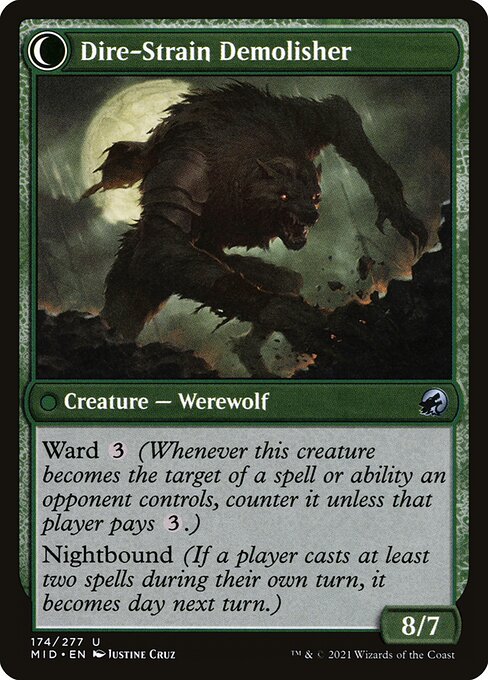 Dire-Strain Demolisher
Creature — Werewolf
Ward 3 (Whenever this creature
becomes the target of a spell or ability an
opponent controls, counter it unless that
player pays 3.)
Nightbound (If a player casts at least
two spells during their own turn, it
becomes day next turn.)
8/7
174/277 U
MID • EN Justine Cruz
™ & © 2021 Wizards of the Coast